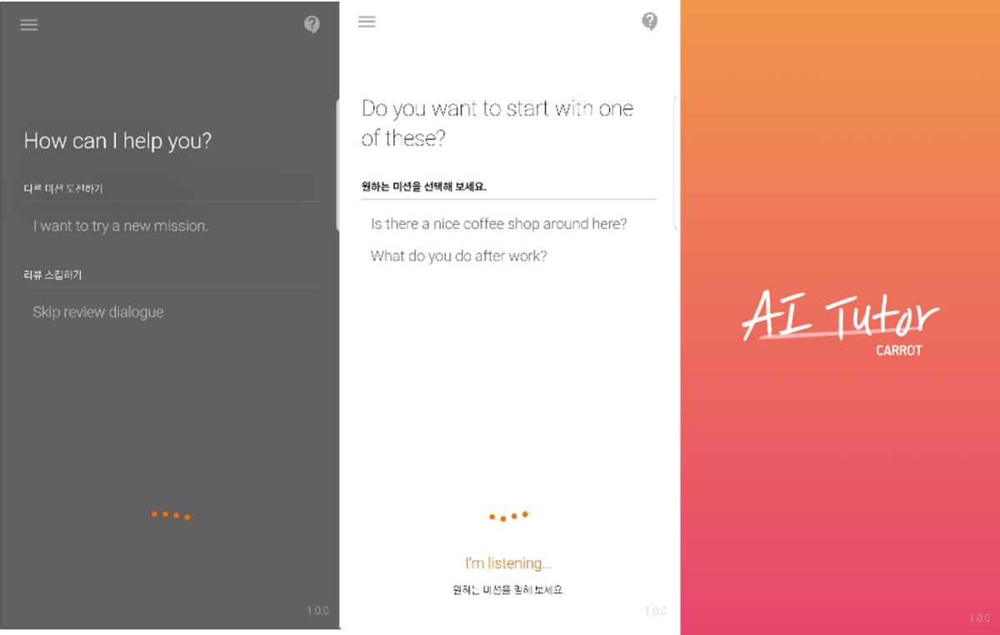 How can I help you?
다른 미션 도전하기
I want to try a new mission.
리뷰 스킵하기
Skip review dialogue
1.0.0
Do you want to start with one
of these?
원하는 미션을 선택해 보세요.
Is there a nice coffee shop around here?
What do you do after work?
I'm listening...
원하는 미션을 말해 보세요.
1.0.0
AI Tutor
CARROT
1.0.0